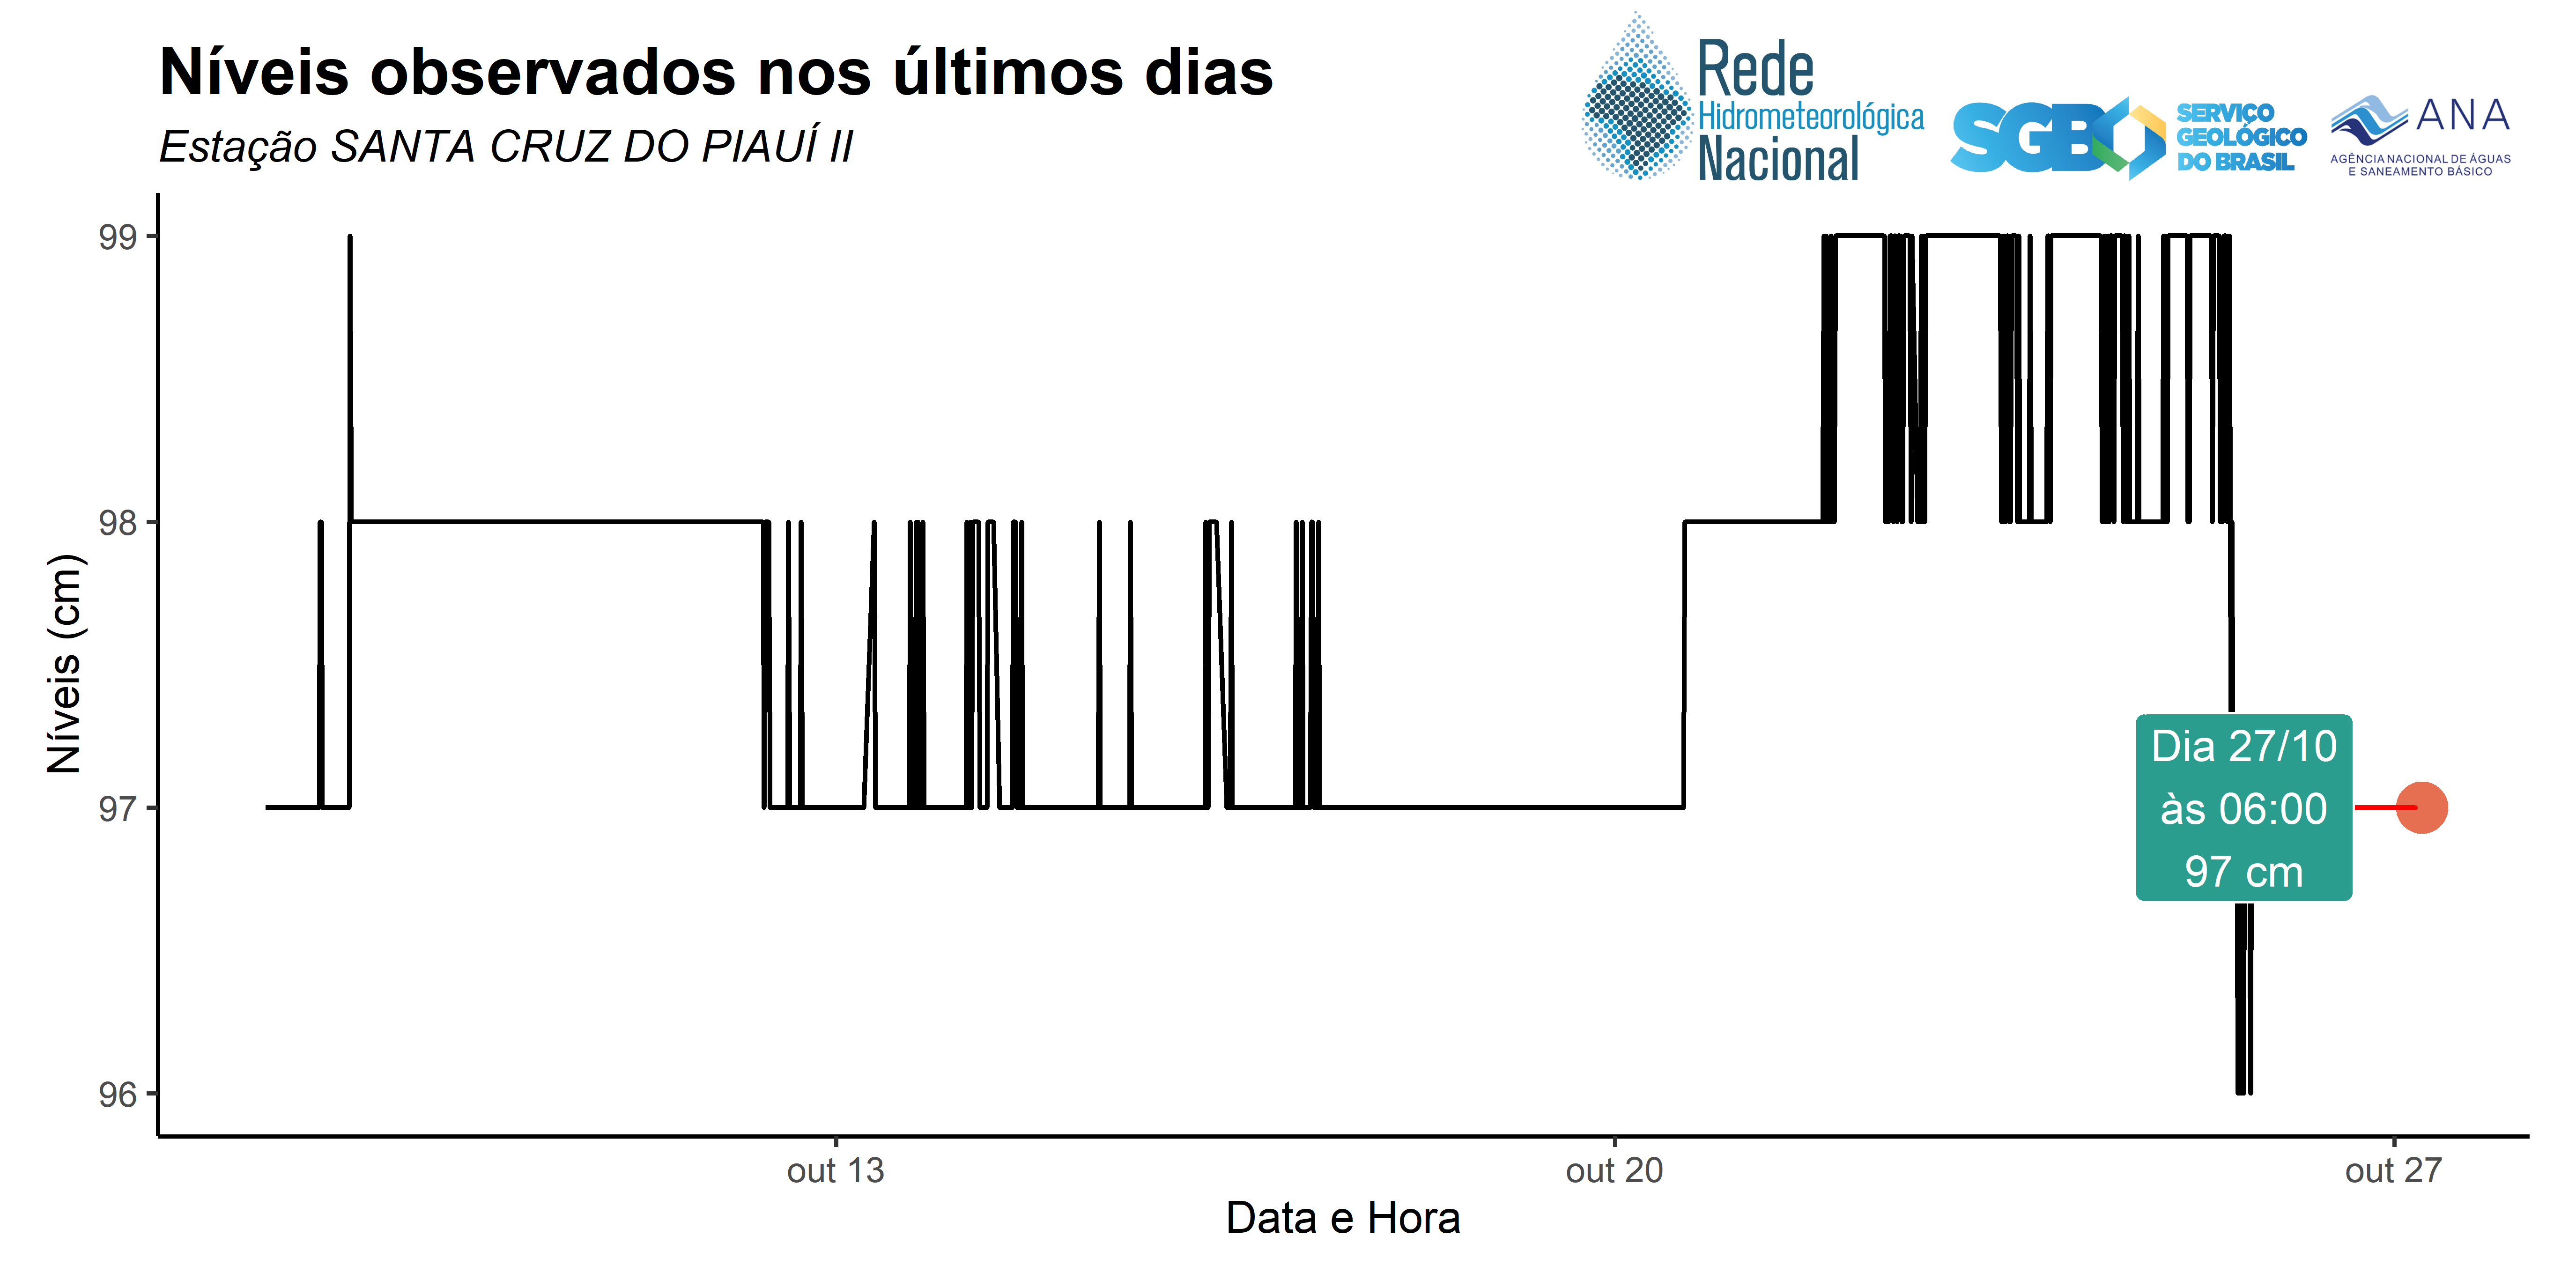 Níveis observados nos últimos dias
Estação SANTA CRUZ DO PIAUÍ II
Rede
Hidrometeorológica
Nacional
SGB
SERVIÇO
GEOLÓGICO
DO BRASIL
ANA
AGÊNCIA NACIONAL DE ÁGUAS
E SANEAMENTO BÁSICO
Níveis (cm)
99
98
97
96
Dia 27/10
às 06:00
97 cm
out 13
out 20
out 27
Data e Hora